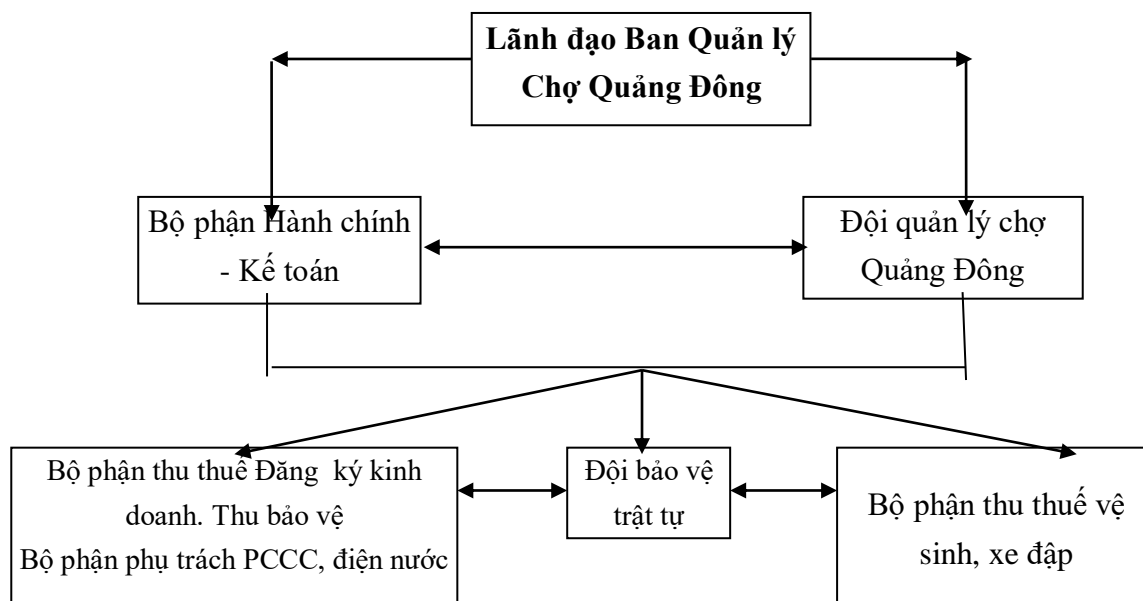 Lãnh đạo Ban Quản lý
Chợ Quảng Đông
Bộ phận Hành chính
- Kế toán
Đội quản lý chợ
Quảng Đông
Bộ phận thu thuế Đăng ký kinh
doanh. Thu bảo vệ
Bộ phận phụ trách PCCC, điện nước
Đội bảo vệ
trật tự
Bộ phận thu thuế vệ
sinh, xe đập